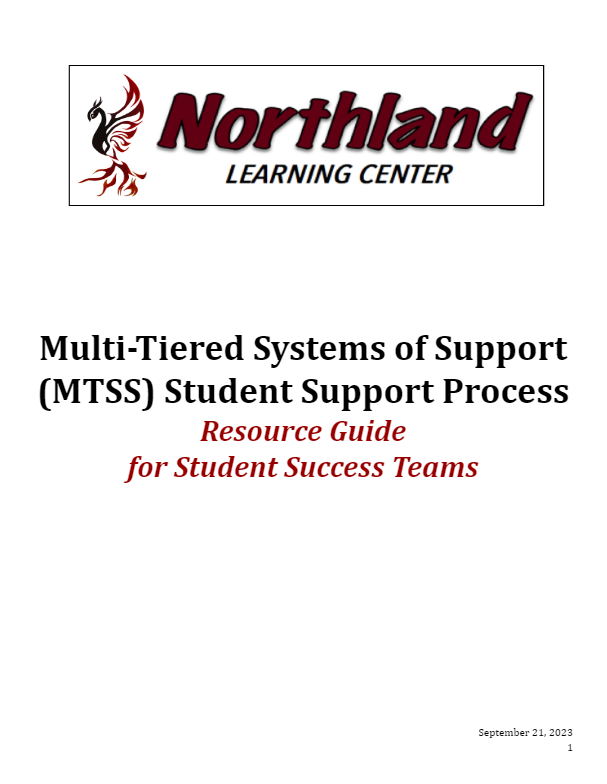 Northland
LEARNING CENTER
Multi-Tiered Systems of Support
(MTSS) Student Support Process
Resource Guide
for Student Success Teams
September 21, 2023
1